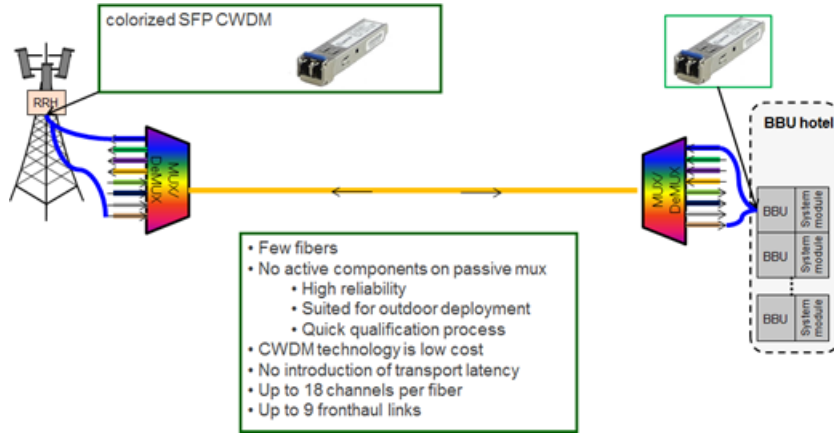 colorized SFP CWDM
RRH
MUX/
DeMUX
MUX/
DeMUX
BBU hotel
BBU
System
module
BBU
System
module
BBU
System
module
• Few fibers
• No active components on passive mux
• High reliability
• Suited for outdoor deployment
• Quick qualification process
• CWDM technology is low cost
• No introduction of transport latency
• Up to 18 channels per fiber
• Up to 9 fronthaul links